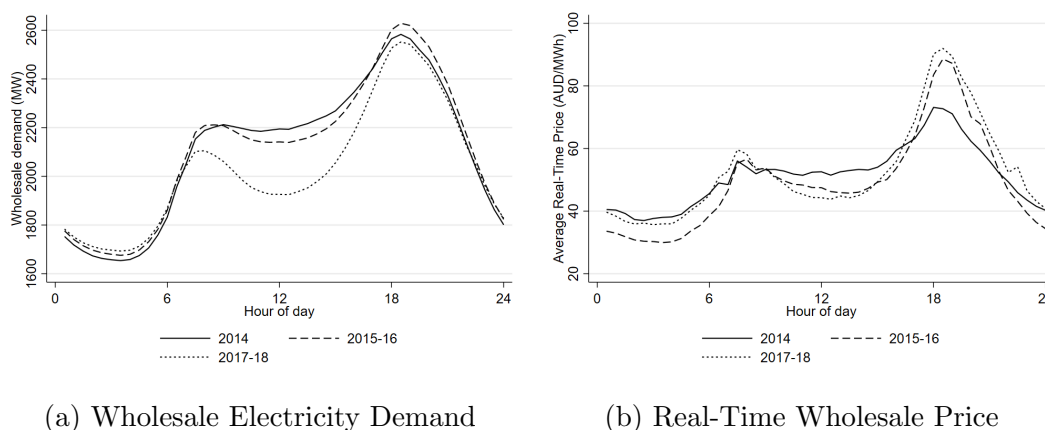 Wholesale demand (MW)
2600
2400
2200
2000
1800
1600
0 6 12 18 24
Hour of day
2014 2015-16
2017-18
(a) Wholesale Electricity Demand
Average Real-Time Price (AUD/MWh)
100
80
60
40
20
0 6 12 18 24
Hour of day
2014 2015-16
2017-18
(b) Real-Time Wholesale Price